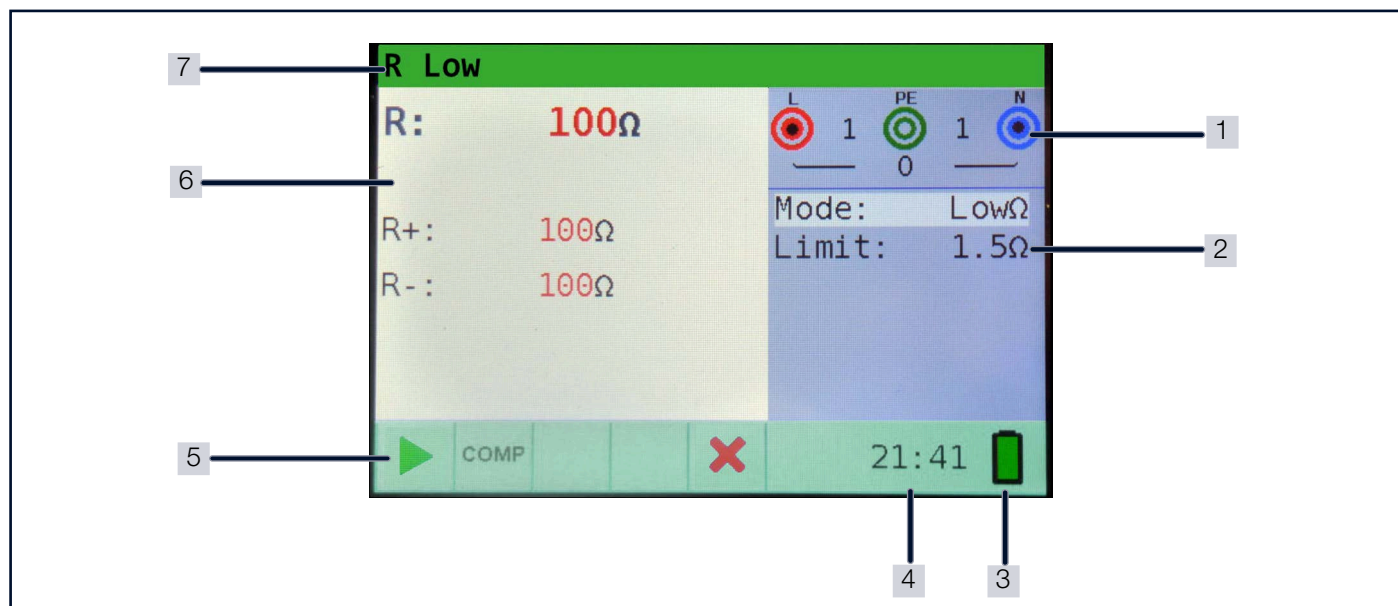 R Low
R: 100Ω
R+: 100Ω
R-: 100Ω
L PE N
1 1
0
Mode: LowΩ
Limit: 1.5Ω
COMP
21:41
7
6
5
1
2
4
3